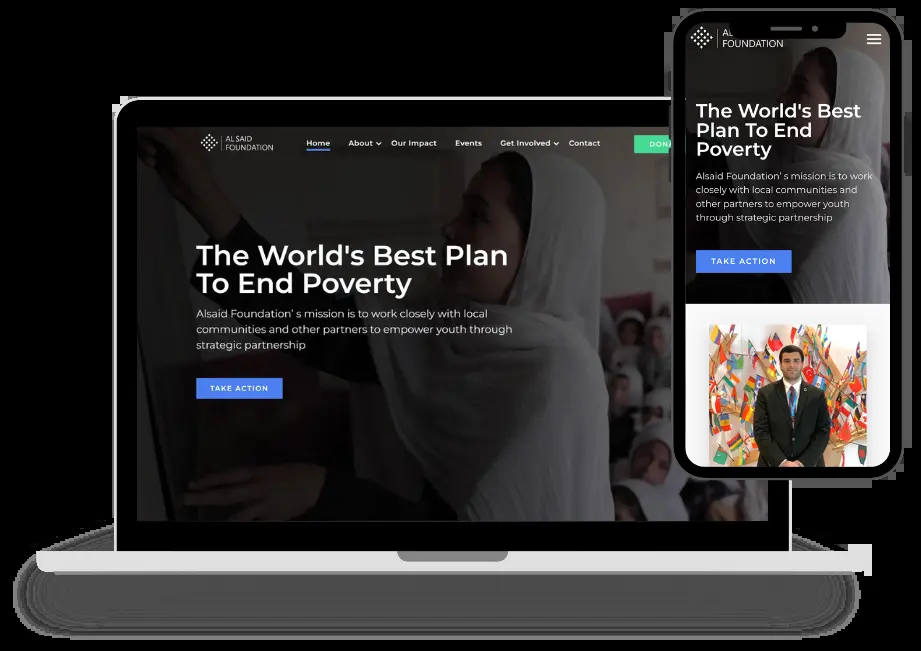 AL SAID
FOUNDATION
Home
About
Our Impact
Events
Get Involved
Contact
The World's Best Plan
To End Poverty
Alsaid Foundation’ s mission is to work closely with local
communities and other partners to empower youth through
strategic partnership
TAKE ACTION
FOUNDATION
The World's Best
Plan To End
Poverty
Alsaid Foundation’ s mission is to work
closely with local communities and
other partners to empower youth
through strategic partnership
TAKE ACTION